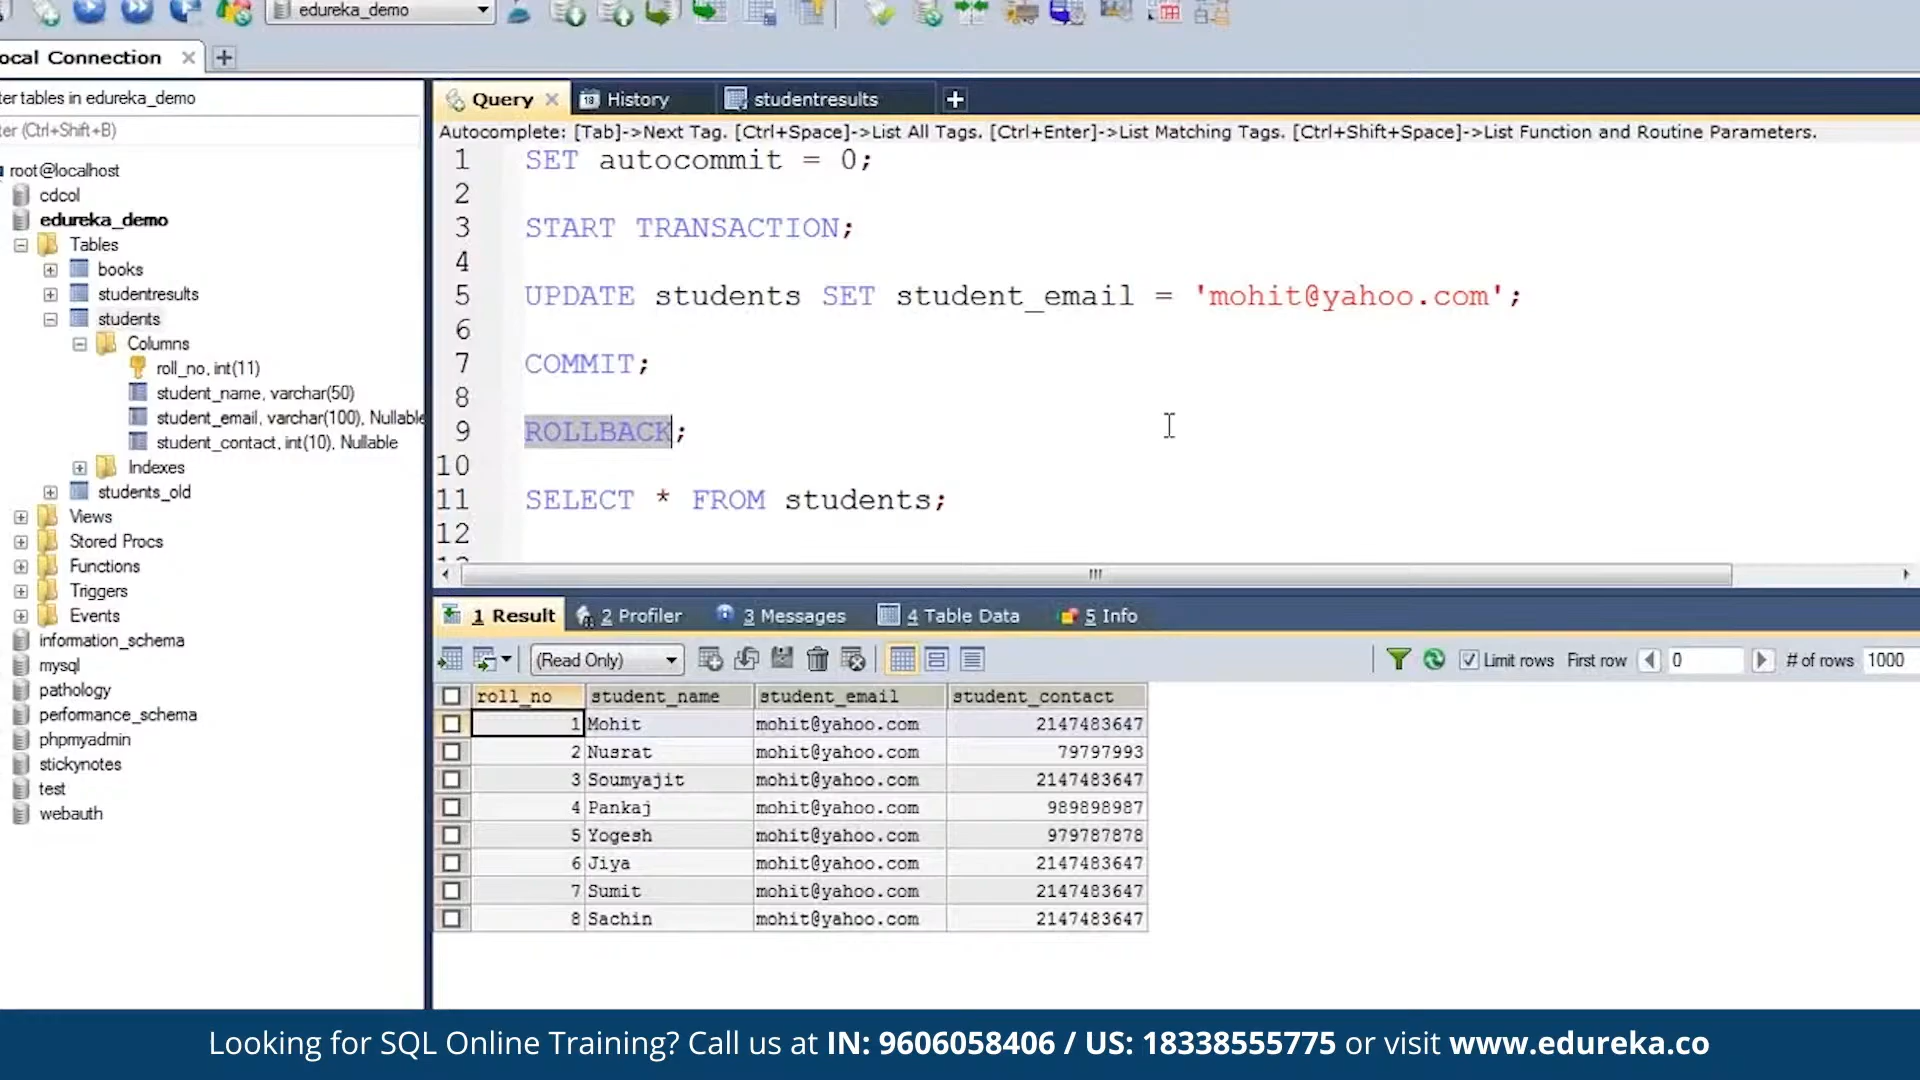 edureka_demo
ocal Connection
ter tables in edureka_demo
ter (Ctrl+Shift+B)
root@localhost
cdcol
edureka_demo
Tables
books
studentresults
students
Columns
roll_no, int(11)
student_name, varchar(50)
student_email, varchar(100), Nullable
student_contact, int(10), Nullable
Indexes
students_old
Views
Stored Procs
Functions
Triggers
Events
information_schema
mysql
pathology
performance_schema
phpmyadmin
stickynotes
test
webauth
Query History studentresults
Autocomplete: [Tab]->Next Tag. [Ctrl+Space]->List All Tags. [Ctrl+Enter]->List Matching Tags. [Ctrl+Shift+Space]->List Function and Routine Parameters.
1 SET autocommit = 0;
2
3 START TRANSACTION;
4
5 UPDATE students SET student_email = 'mohit@yahoo.com';
6
7 COMMIT;
8
9 ROLLBACK;
10
11 SELECT * FROM students;
12
1 Result 2 Profiler 3 Messages 4 Table Data 5 Info
(Read Only) Limit rows First row 0 # of rows 1000
roll_no student_name student_email student_contact
1 Mohit mohit@yahoo.com 2147483647
2 Nusrat mohit@yahoo.com 79797993
3 Soumyajit mohit@yahoo.com 2147483647
4 Pankaj mohit@yahoo.com 989898987
5 Yogesh mohit@yahoo.com 979787878
6 Jiya mohit@yahoo.com 2147483647
7 Sumit mohit@yahoo.com 2147483647
8 Sachin mohit@yahoo.com 2147483647
Looking for SQL Online Training? Call us at IN: 9606058406 / US: 18338555775 or visit www.edureka.co